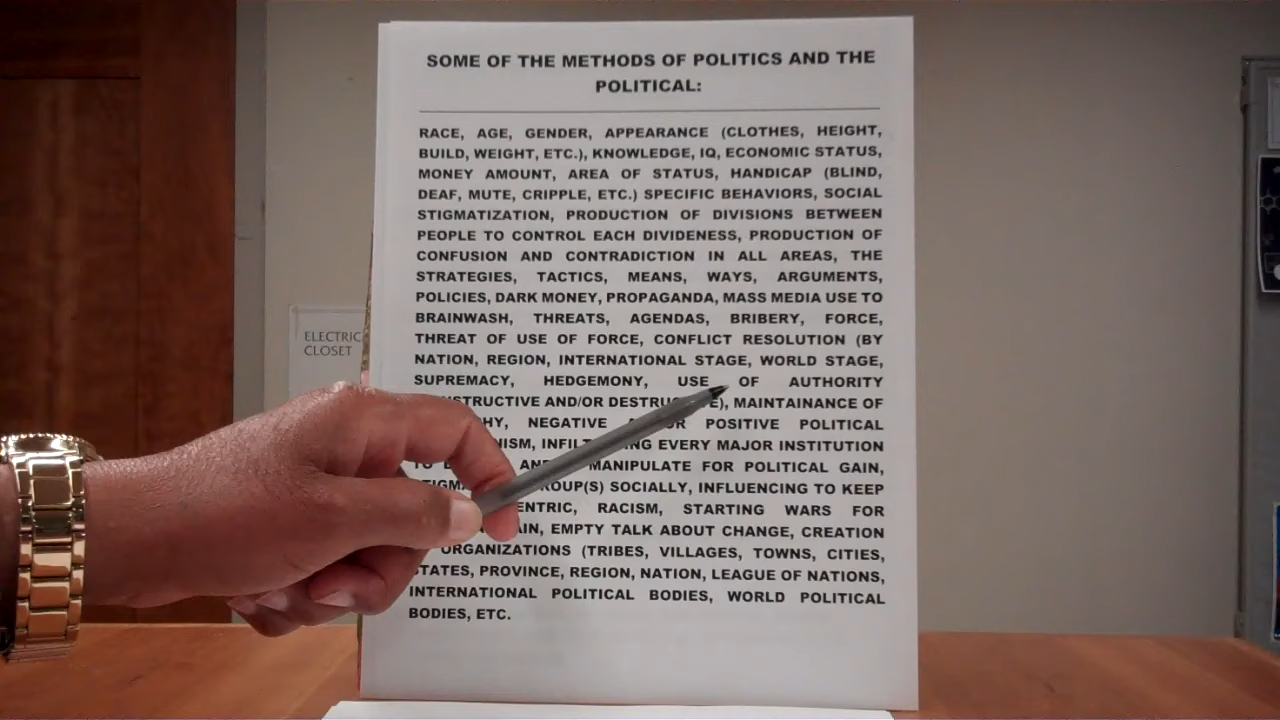 SOME OF THE METHODS OF POLITICS AND THE
POLITICAL:
RACE, AGE, GENDER, APPEARANCE (CLOTHES, HEIGHT,
BUILD, WEIGHT, ETC.), KNOWLEDGE, IQ, ECONOMIC STATUS,
MONEY AMOUNT, AREA OF STATUS, HANDICAP (BLIND,
DEAF, MUTE, CRIPPLE, ETC.) SPECIFIC BEHAVIORS, SOCIAL
STIGMATIZATION, PRODUCTION OF DIVISIONS BETWEEN
PEOPLE TO CONTROL EACH DIVIDENESS, PRODUCTION OF
CONFUSION AND CONTRADICTION IN ALL AREAS, THE
STRATEGIES, TACTICS, MEANS, WAYS, ARGUMENTS,
POLICIES, DARK MONEY, PROPAGANDA, MASS MEDIA USE TO
BRAINWASH, THREATS, AGENDAS, BRIBERY, FORCE,
THREAT OF USE OF FORCE, CONFLICT RESOLUTION (BY
NATION, REGION, INTERNATIONAL STAGE, WORLD STAGE,
SUPREMACY, HEDGEMONY, USE OF AUTHORITY
AND/OR MAINTAINANCE OF
NEGATIVE POSITIVE POLITICAL
EVERY MAJOR INSTITUTION
TO MANIPULATE FOR POLITICAL GAIN,
SOCIALLY, INFLUENCING TO KEEP
RACISM, STARTING WARS FOR
EMPTY TALK ABOUT CHANGE, CREATION
ORGANIZATIONS (TRIBES, VILLAGES, TOWNS, CITIES,
STATES, PROVINCE, REGION, NATION, LEAGUE OF NATIONS,
INTERNATIONAL POLITICAL BODIES, WORLD POLITICAL
BODIES, ETC.
ELECTRIC
CLOSET